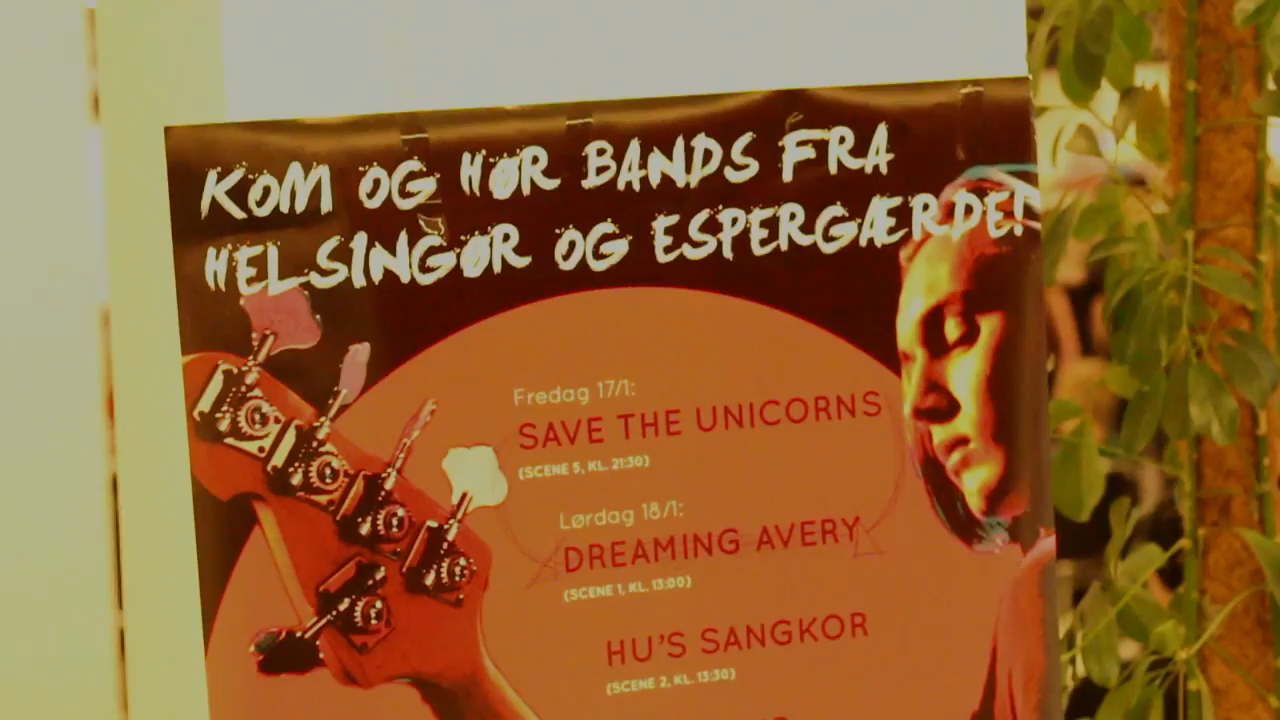 KOM OG HØR BANDS FRA
HELSINGØR OG ESPERGÆRDE!
Fredag 17/1:
SAVE THE UNICORNS
(SCENE 5, KL. 21:30)
Lørdag 18/1:
DREAMING AVERY
(SCENE 1, KL. 13:00)
HU'S SANGKOR
(SCENE 2, KL. 13:30)